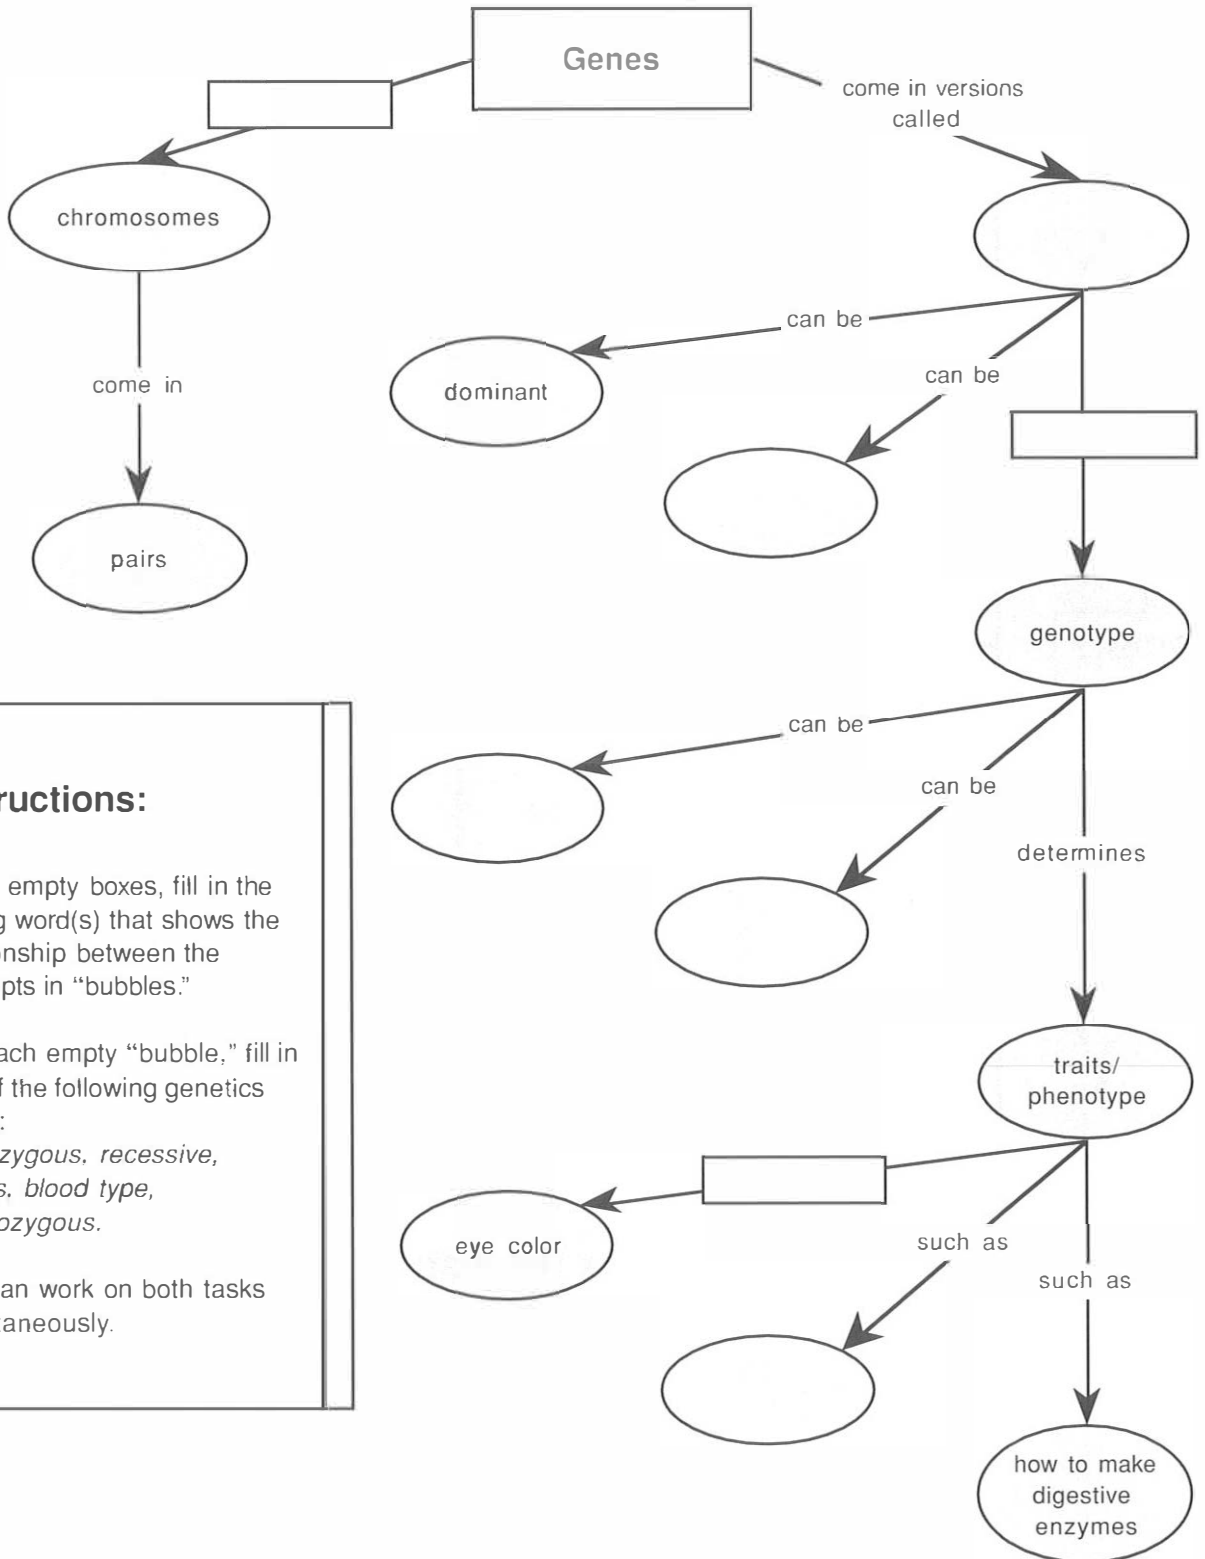 Genes
come in versions
called
chromosomes
can be
dominant
can be
come in
pairs
genotype
can be
can be
determines
ructions:
empty boxes, fill in the
g word(s) that shows the
onship between the
pts in “bubbles.”
ach empty “bubble,” fill in
f the following genetics
:
zygous, recessive,
s, blood type,
ozygous.
an work on both tasks
taneously.
traits/
phenotype
eye color
such as
such as
how to make
digestive
enzymes